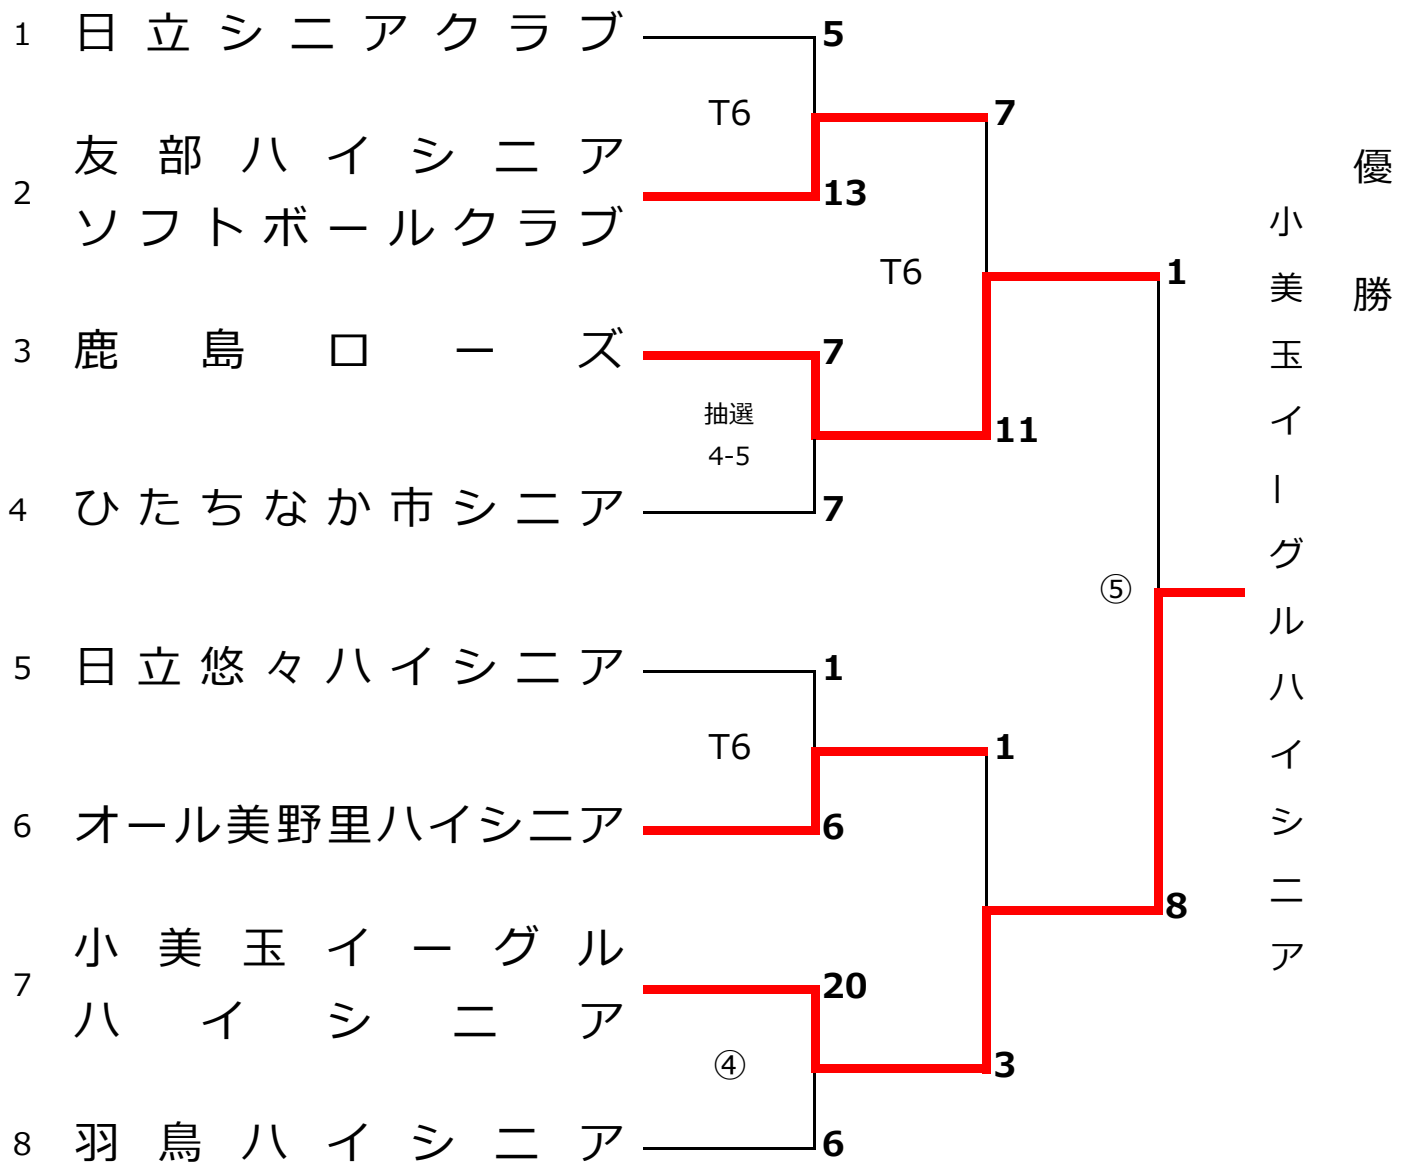 1 日立シニアクラブ 5
T6
7
2 友部ハイシニア
ソフトボールクラブ 13
T6
1
3 鹿島ローズ 7
抽選
4-5
11
4 ひたちなか市シニア 7
⑤
5 日立悠々ハイシニア 1
T6
1
6 オール美野里ハイシニア 6
8
7 小美玉イーグル
ハイシニア 20
④
3
8 羽鳥ハイシニア 6
優勝
小美玉イーグルハイシニア